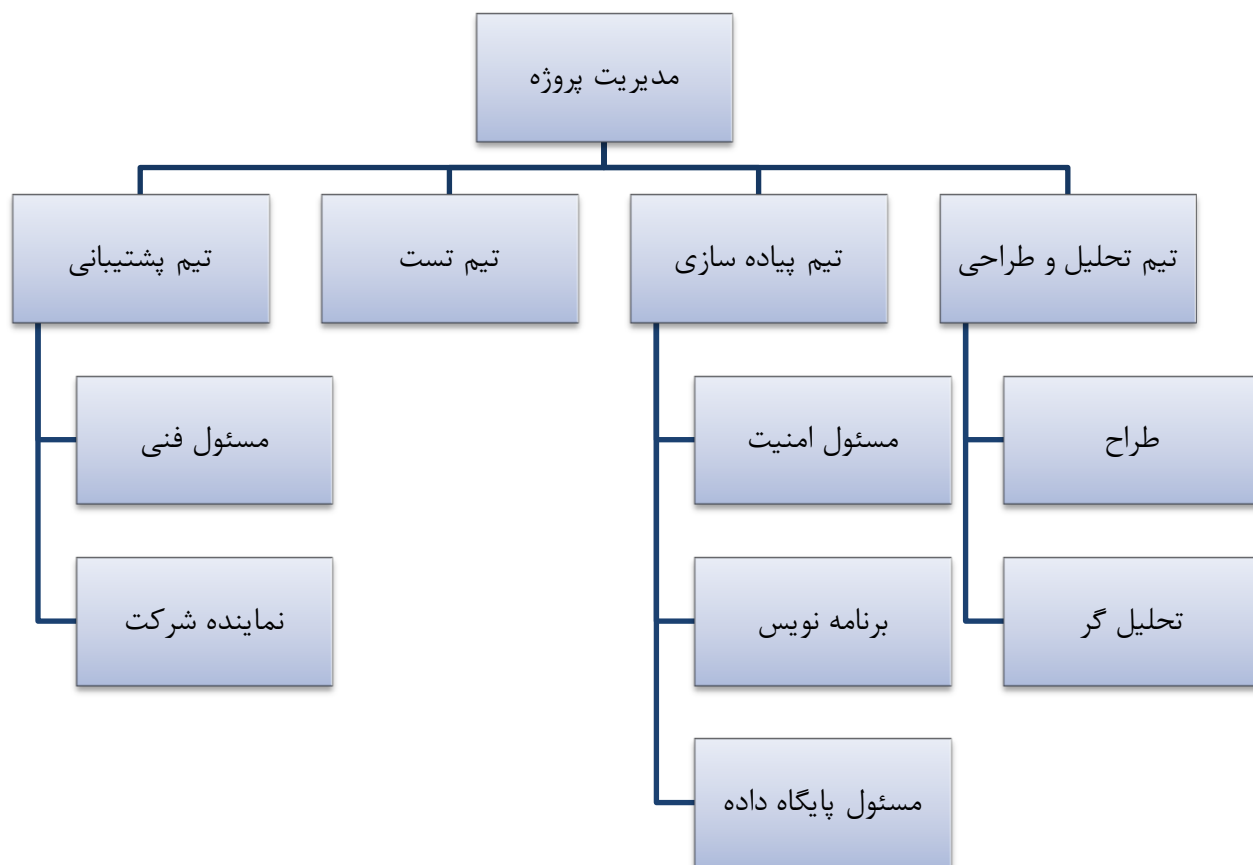 مدیریت پروژه
تیم تحلیل و طراحی
تیم پیاده سازی
تیم تست
تیم پشتیبانی
طراح
مسئول امنیت
مسئول فنی
تحلیل گر
برنامه نویس
نماینده شرکت
مسئول پایگاه داده